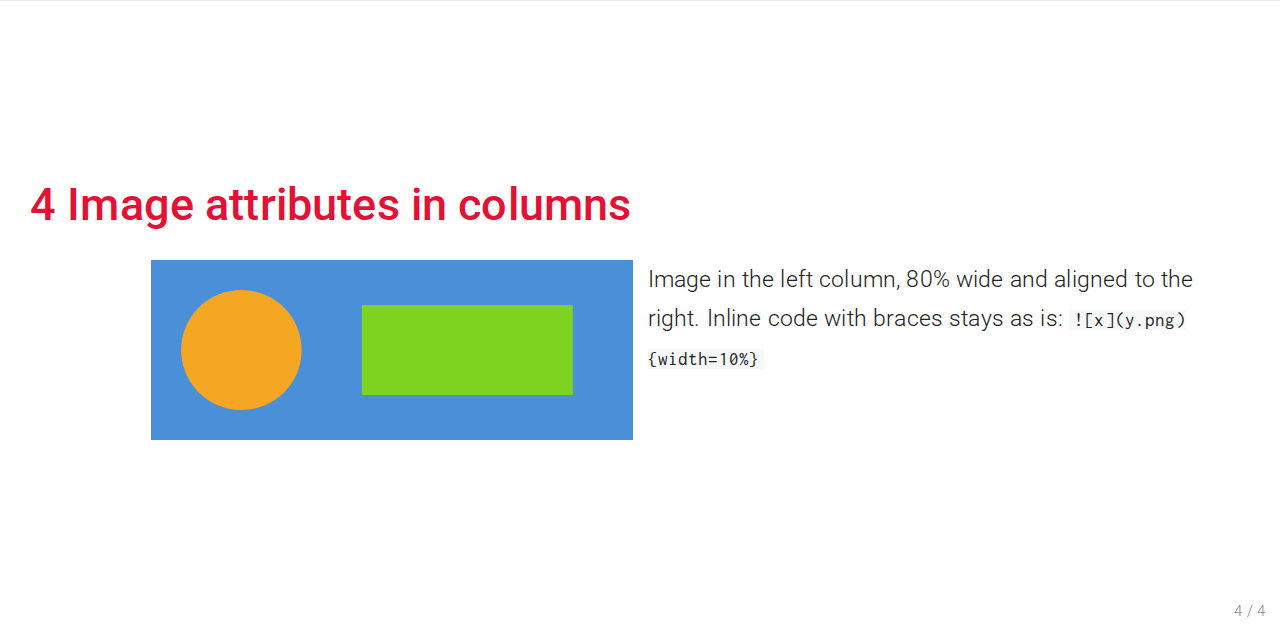 4 Image attributes in columns
Image in the left column, 80% wide and aligned to the
right. Inline code with braces stays as is: ![x](y.png)
{width=10%}
4 / 4